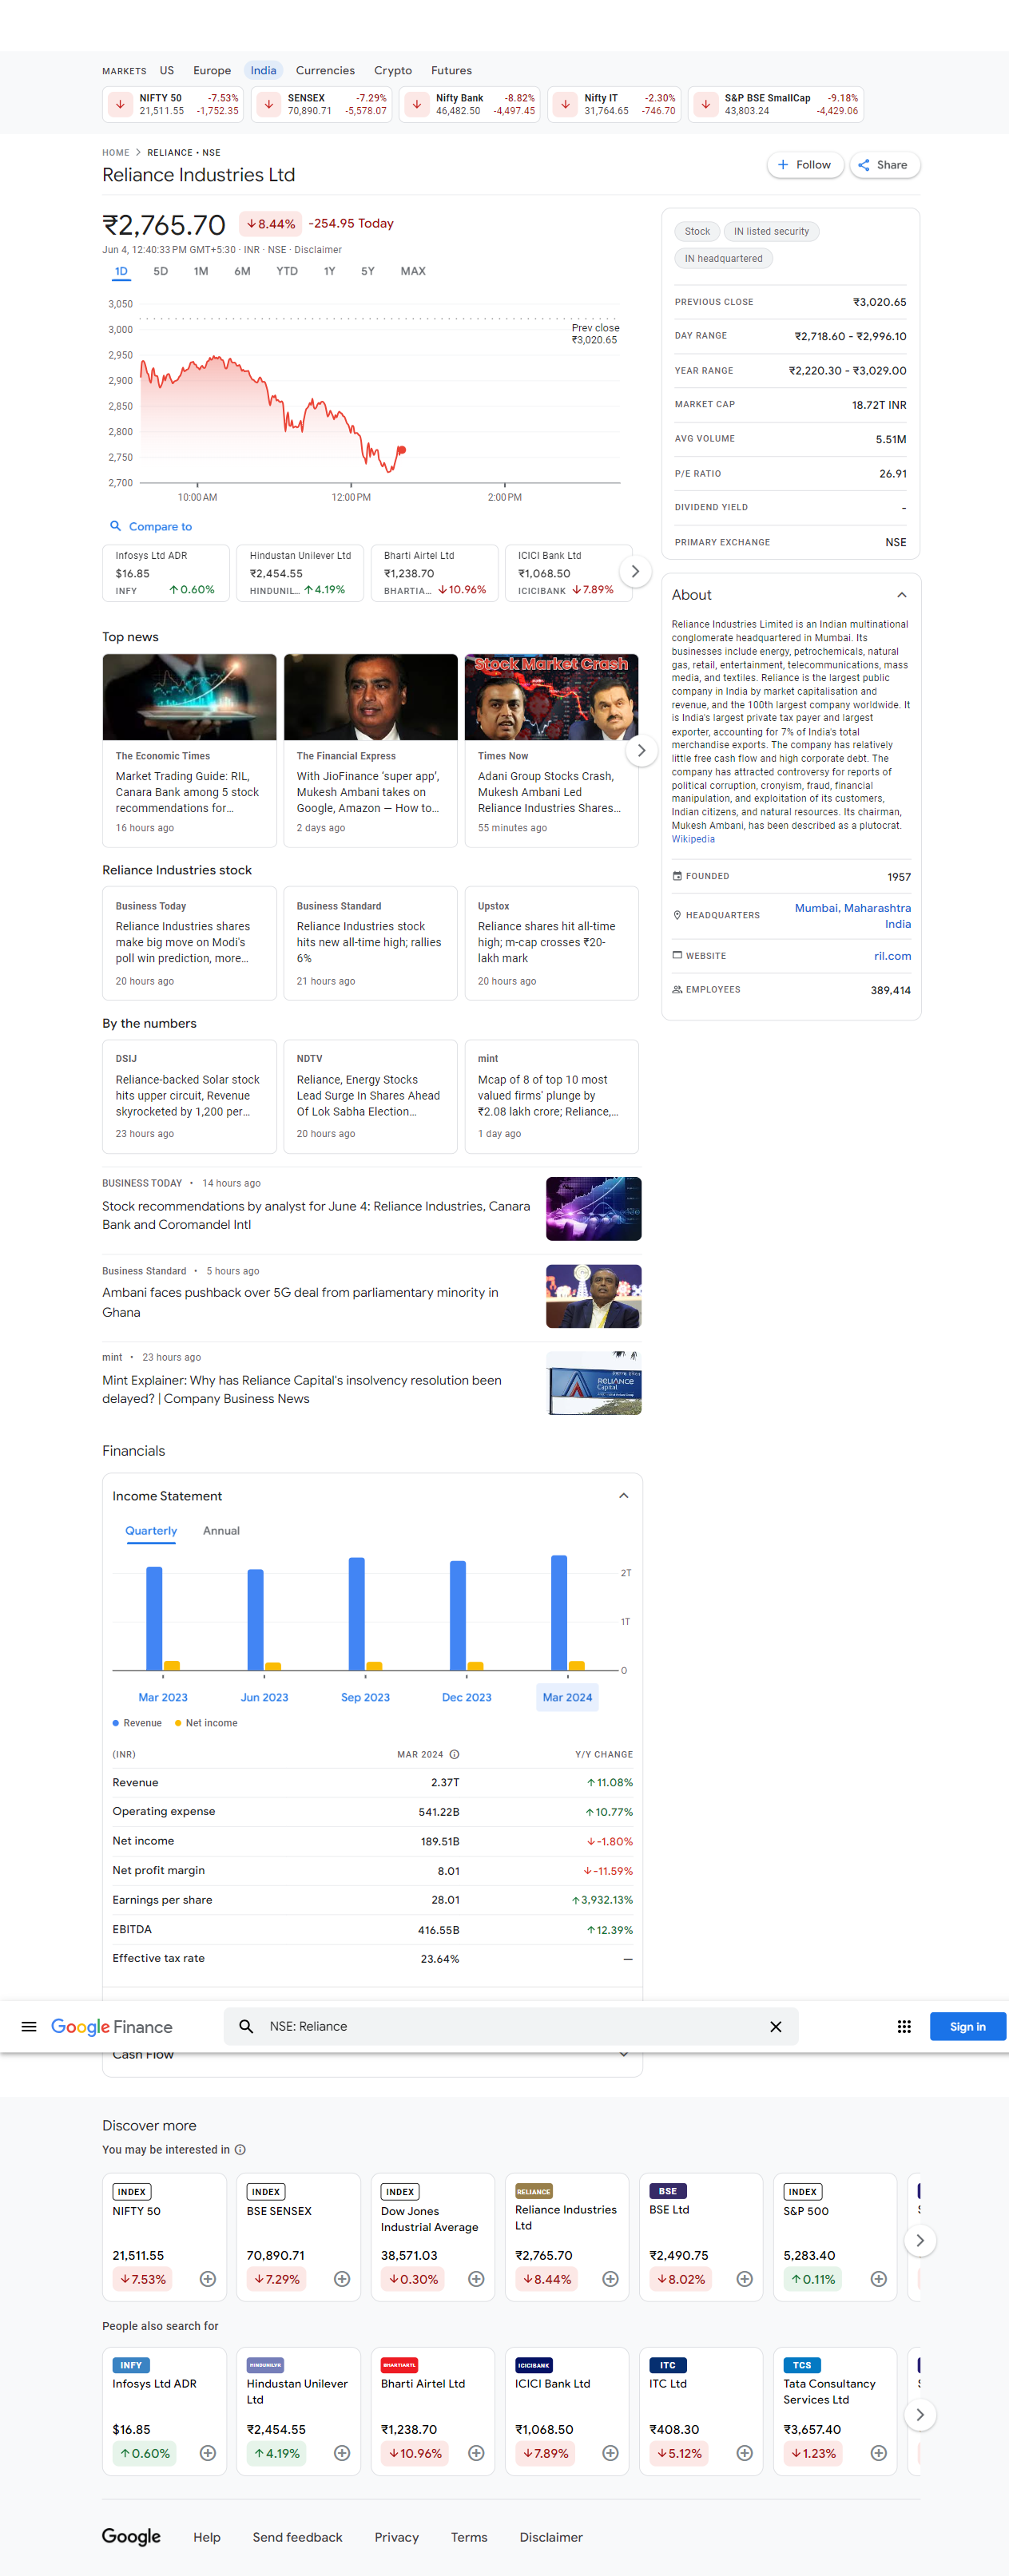 MARKETS US Europe India Currencies Crypto Futures
NIFTY 50 -7.53%
21,511.55 -1,752.35
SENSEX -7.29%
70,890.71 -5,578.07
Nifty Bank -8.82%
46,482.50 -4,497.45
Nifty IT -2.30%
31,764.65 -746.70
S&P BSE SmallCap -9.18%
43,803.24 -4,429.06
HOME > RELIANCE • NSE
Reliance Industries Ltd
Follow
Share
₹2,765.70 ↓8.44% -254.95 Today
Jun 4, 12:40:33 PM GMT+5:30 · INR · NSE · Disclaimer
1D 5D 1M 6M YTD 1Y 5Y MAX
3,050
3,000
2,950
2,900
2,850
2,800
2,750
2,700
Prev close
₹3,020.65
10:00 AM 12:00 PM 2:00 PM
Compare to
Infosys Ltd ADR
$16.85
INFY ↑0.60%
Hindustan Unilever Ltd
₹2,454.55
HINDUNIL... ↑4.19%
Bharti Airtel Ltd
₹1,238.70
BHARTIA... ↓10.96%
ICICI Bank Ltd
₹1,068.50
ICICIBANK ↓7.89%
Stock
IN listed security
IN headquartered
PREVIOUS CLOSE ₹3,020.65
DAY RANGE ₹2,718.60 - ₹2,996.10
YEAR RANGE ₹2,220.30 - ₹3,029.00
MARKET CAP 18.72T INR
AVG VOLUME 5.51M
P/E RATIO 26.91
DIVIDEND YIELD -
PRIMARY EXCHANGE NSE
About
Reliance Industries Limited is an Indian multinational
conglomerate headquartered in Mumbai. Its
businesses include energy, petrochemicals, natural
gas, retail, entertainment, telecommunications, mass
media, and textiles. Reliance is the largest public
company in India by market capitalisation and
revenue, and the 100th largest company worldwide. It
is India's largest private tax payer and largest
exporter, accounting for 7% of India's total
merchandise exports. The company has relatively
little free cash flow and high corporate debt. The
company has attracted controversy for reports of
political corruption, cronyism, fraud, financial
manipulation, and exploitation of its customers,
Indian citizens, and natural resources. Its chairman,
Mukesh Ambani, has been described as a plutocrat.
Wikipedia
FOUNDED 1957
HEADQUARTERS Mumbai, Maharashtra
India
WEBSITE ril.com
EMPLOYEES 389,414
Top news
The Economic Times
Market Trading Guide: RIL,
Canara Bank among 5 stock
recommendations for...
16 hours ago
The Financial Express
With JioFinance ‘super app’,
Mukesh Ambani takes on
Google, Amazon — How to...
2 days ago
Stock Market Crash
Times Now
Adani Group Stocks Crash,
Mukesh Ambani Led
Reliance Industries Shares...
55 minutes ago
Reliance Industries stock
Business Today
Reliance Industries shares
make big move on Modi's
poll win prediction, more...
20 hours ago
Business Standard
Reliance Industries stock
hits new all-time high; rallies
6%
21 hours ago
Upstox
Reliance shares hit all-time
high; m-cap crosses ₹20-
lakh mark
20 hours ago
By the numbers
DSIJ
Reliance-backed Solar stock
hits upper circuit, Revenue
skyrocketed by 1,200 per...
23 hours ago
NDTV
Reliance, Energy Stocks
Lead Surge In Shares Ahead
Of Lok Sabha Election...
20 hours ago
mint
Mcap of 8 of top 10 most
valued firms' plunge by
₹2.08 lakh crore; Reliance,...
1 day ago
BUSINESS TODAY • 14 hours ago
Stock recommendations by analyst for June 4: Reliance Industries, Canara
Bank and Coromandel Intl
Business Standard • 5 hours ago
Ambani faces pushback over 5G deal from parliamentary minority in
Ghana
mint • 23 hours ago
Mint Explainer: Why has Reliance Capital's insolvency resolution been
delayed? | Company Business News
RELIANCE
Capital
Financials
Income Statement
Quarterly Annual
2T
1T
0
Mar 2023 Jun 2023 Sep 2023 Dec 2023 Mar 2024
Revenue Net income
(INR) MAR 2024 Y/Y CHANGE
Revenue 2.37T ↑11.08%
Operating expense 541.22B ↑10.77%
Net income 189.51B ↓-1.80%
Net profit margin 8.01 ↓-11.59%
Earnings per share 28.01 ↑3,932.13%
EBITDA 416.55B ↑12.39%
Effective tax rate 23.64% —
Google Finance
NSE: Reliance
Sign in
Cash Flow
Discover more
You may be interested in
INDEX
NIFTY 50
21,511.55
↓7.53%
INDEX
BSE SENSEX
70,890.71
↓7.29%
INDEX
Dow Jones
Industrial Average
38,571.03
↓0.30%
RELIANCE
Reliance Industries
Ltd
₹2,765.70
↓8.44%
BSE
BSE Ltd
₹2,490.75
↓8.02%
INDEX
S&P 500
5,283.40
↑0.11%
People also search for
INFY
Infosys Ltd ADR
$16.85
↑0.60%
HINDUNILVR
Hindustan Unilever
Ltd
₹2,454.55
↑4.19%
BHARTIARTL
Bharti Airtel Ltd
₹1,238.70
↓10.96%
ICICIBANK
ICICI Bank Ltd
₹1,068.50
↓7.89%
ITC
ITC Ltd
₹408.30
↓5.12%
TCS
Tata Consultancy
Services Ltd
₹3,657.40
↓1.23%
Google Help Send feedback Privacy Terms Disclaimer